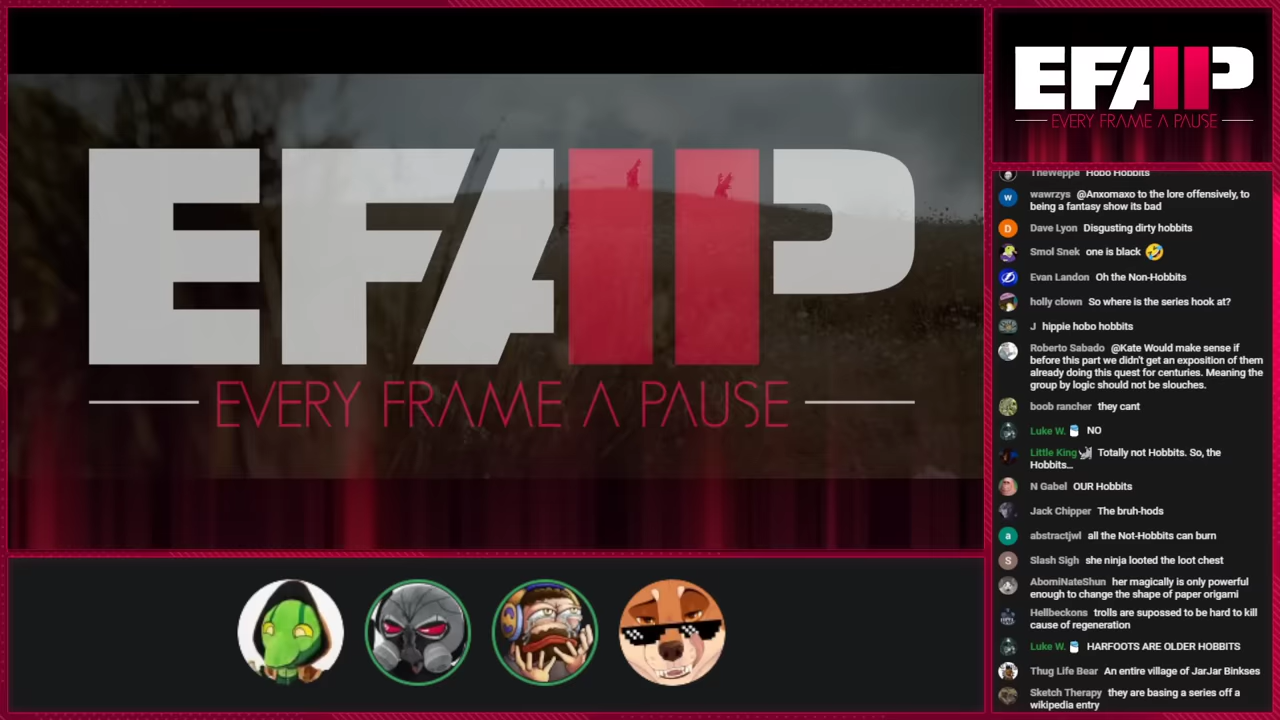 EFAP
EVERY FRAME A PAUSE
EFAP
EVERY FRAME A PAUSE
TheWeppe Hobo Hobbits
w
wawrzys @Anxomaxo to the lore offensively, to
being a fantasy show its bad
D
Dave Lyon Disgusting dirty hobbits
Smol Snek one is black 🤣
Evan Landon Oh the Non-Hobbits
holly clown So where is the series hook at?
J hippie hobo hobbits
Roberto Sabado @Kate Would make sense if
before this part we didn't get an exposition of them
already doing this quest for centuries. Meaning the
group by logic should not be slouches.
boob rancher they cant
Luke W. NO
Little King Totally not Hobbits. So, the
Hobbits...
N Gabel OUR Hobbits
Jack Chipper The bruh-hods
a
abstractjwl all the Not-Hobbits can burn
S
Slash Sigh she ninja looted the loot chest
AbomiNateShun her magically is only powerful
enough to change the shape of paper origami
Hellbeckons trolls are supossed to be hard to kill
cause of regeneration
Luke W. HARFOOTS ARE OLDER HOBBITS
Thug Life Bear An entire village of JarJar Binkses
Sketch Therapy they are basing a series off a
wikipedia entry